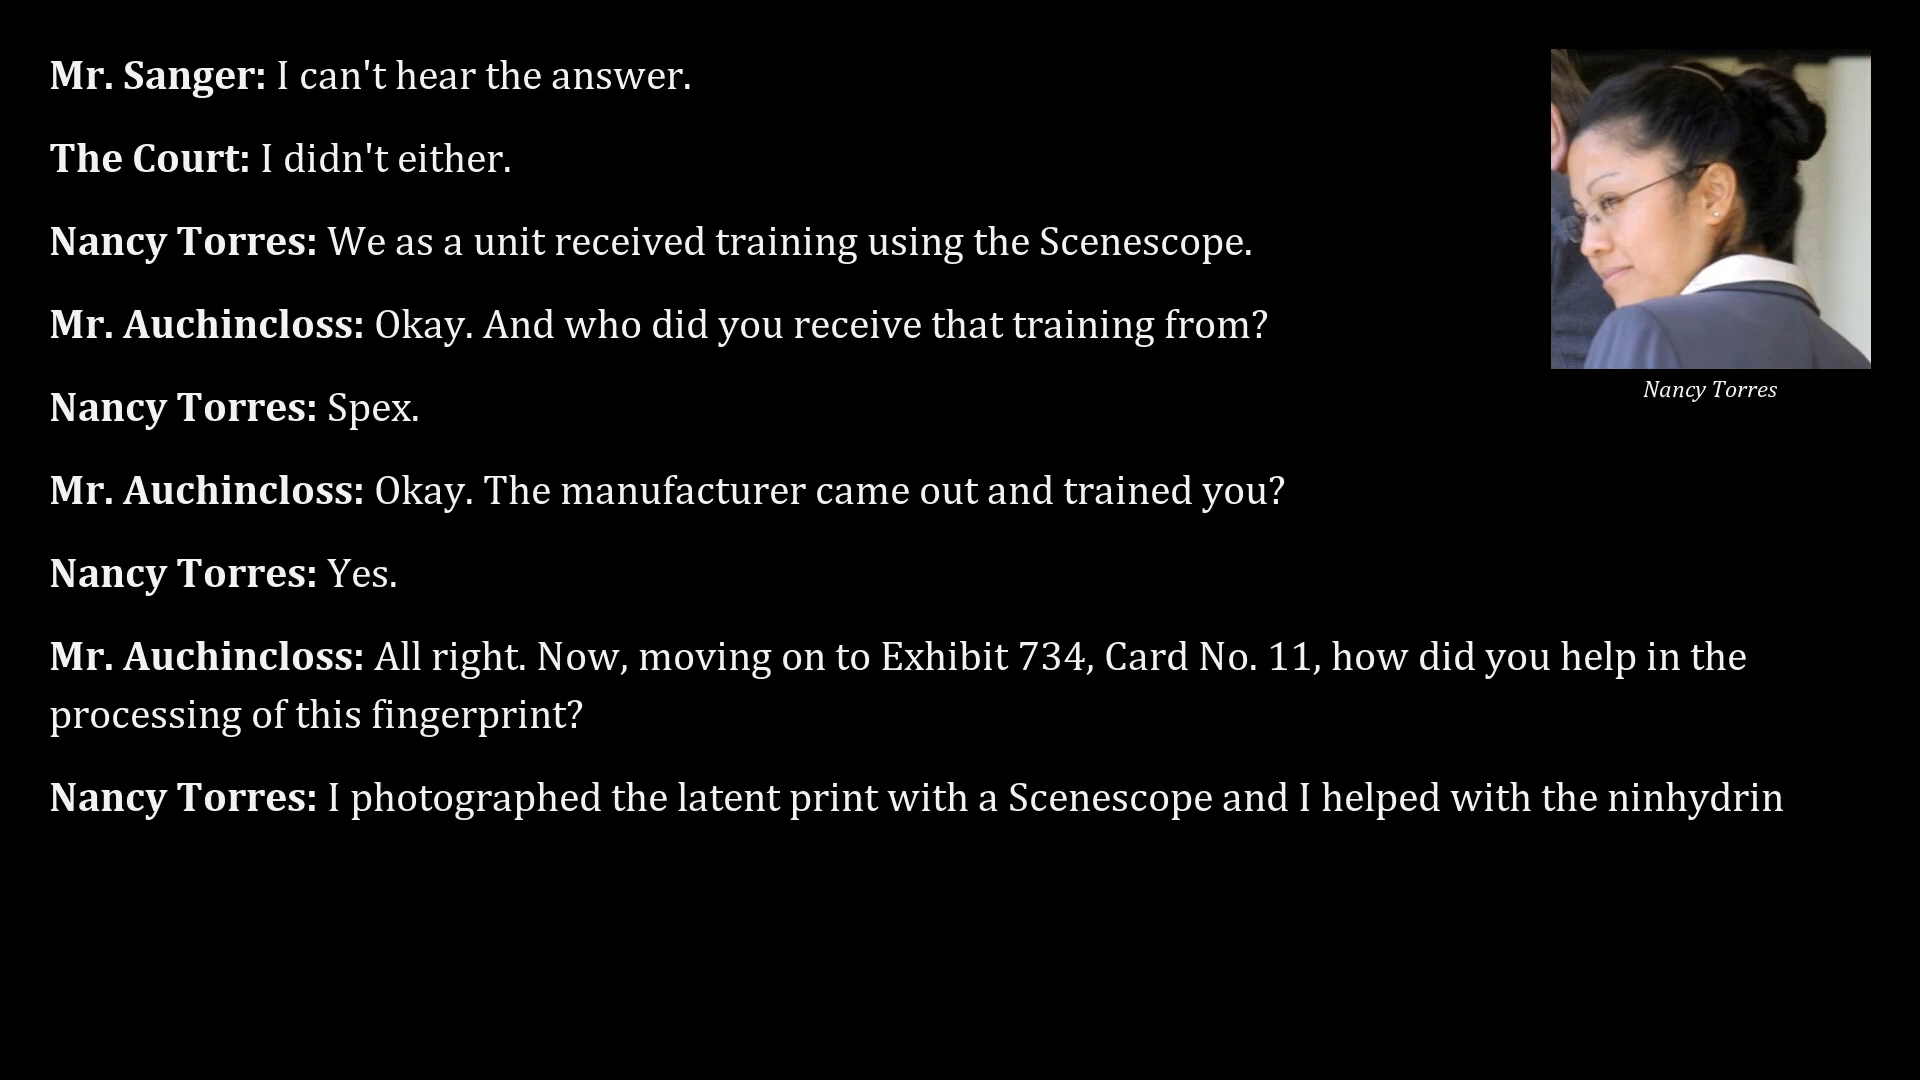 Mr. Sanger: I can't hear the answer.
The Court: I didn't either.
Nancy Torres: We as a unit received training using the Scenescope.
Mr. Auchincloss: Okay. And who did you receive that training from?
Nancy Torres: Spex.
Mr. Auchincloss: Okay. The manufacturer came out and trained you?
Nancy Torres: Yes.
Mr. Auchincloss: All right. Now, moving on to Exhibit 734, Card No. 11, how did you help in the
processing of this fingerprint?
Nancy Torres: I photographed the latent print with a Scenescope and I helped with the ninhydrin
Nancy Torres